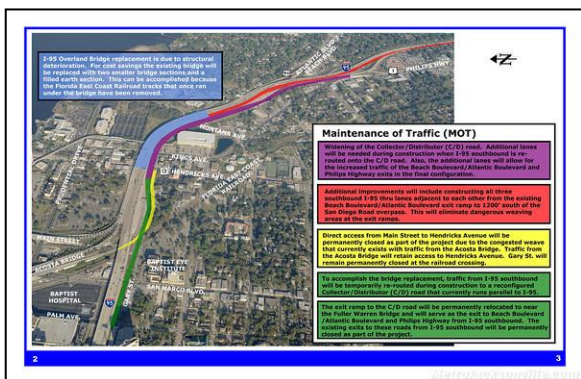 I-95 Overland Bridge replacement is due to structural
deterioration. For cost savings the existing bridge will
be replaced with two smaller bridge sections and a
filled earth section. This can be accomplished because
the Florida East Coast Railroad tracks that once ran
under the bridge have been removed.
ATLANTIC BLVD
95
1
PHILIPS HWY
N
MONTANA AVE.
KINGS AVE.
HENDRICKS AVE.
FLORIDA EAST COAST
RAILROAD
PRUDENTIAL DRIVE
MAIN STREET
ACOSTA BRIDGE
BAPTIST EYE
INSTITUTE
SAN MARCO BLVD.
GARY ST.
BAPTIST
HOSPITAL
PALM AVE.
95
Maintenance of Traffic (MOT)
Widening of the Collector/Distributor (C/D) road. Additional lanes
will be needed during construction when I-95 southbound is re-
routed onto the C/D road. Also, the additional lanes will allow for
the increased traffic of the Beach Boulevard/Atlantic Boulevard and
Philips Highway exits in the final configuration.
Additional improvements will include constructing all three
southbound I-95 thru lanes adjacent to each other from the existing
Beach Boulevard/Atlantic Boulevard exit ramp to 1200' south of the
San Diego Road overpass. This will eliminate dangerous weaving
areas at the exit ramps.
Direct access from Main Street to Hendricks Avenue will be
permanently closed as part of the project due to the congested weave
that currently exists with traffic from the Acosta Bridge. Traffic from
the Acosta Bridge will retain access to Hendricks Avenue. Gary St. will
remain permanently closed at the railroad crossing.
To accomplish the bridge replacement, traffic from I-95 southbound
will be temporarily re-routed during construction to a reconfigured
Collector/Distributor (C/D) road that currently runs parallel to I-95.
The exit ramp to the C/D road will be permanently relocated to near
the Fuller Warren Bridge and will serve as the exit to Beach Boulevard
/Atlantic Boulevard and Philips Highway from I-95 southbound. The
existing exits to these roads from I-95 southbound will be permanently
closed as part of the project.
2
3
MetroJacksonville.com